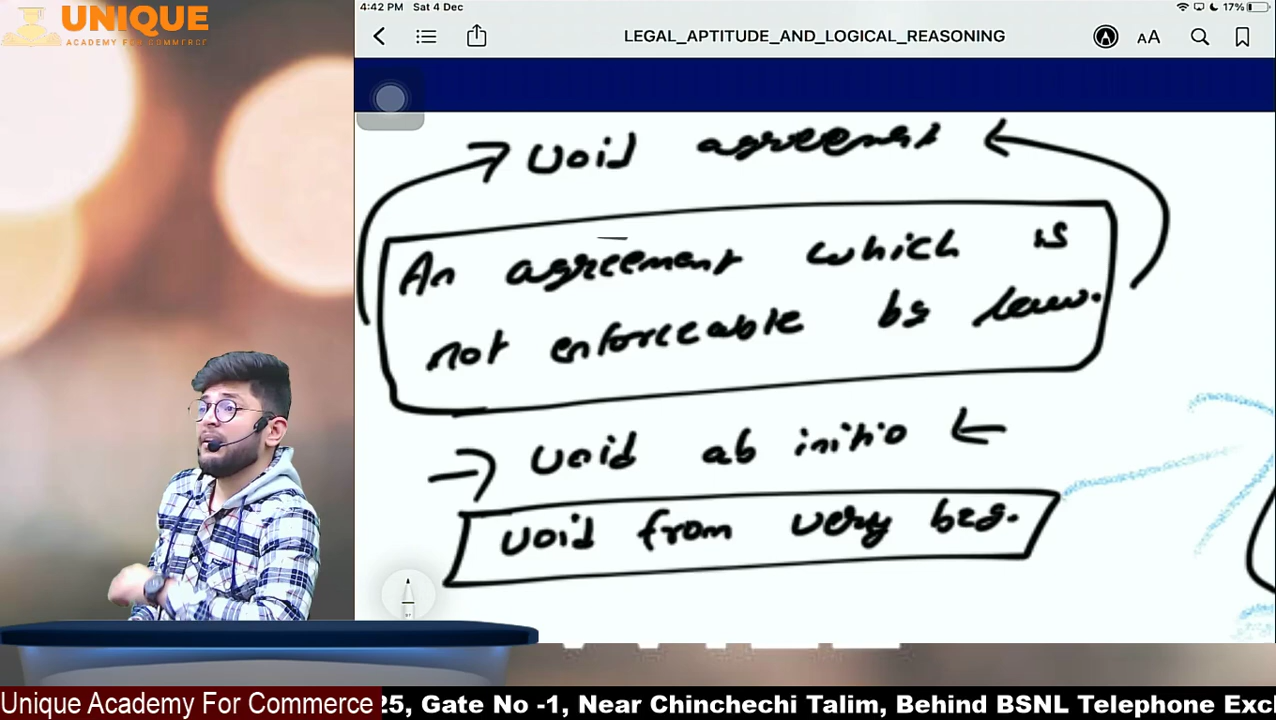 UNIQUE
ACADEMY FOR COMMERCE
4:42 PM Sat 4 Dec
17%
LEGAL_APTITUDE_AND_LOGICAL_REASONING
AA
void agreement
An agreement which is
not enforceable by law.
void ab initio
void from very beg.
Unique Academy For Commerce
25, Gate No -1, Near Chinchechi Talim, Behind BSNL Telephone Exc